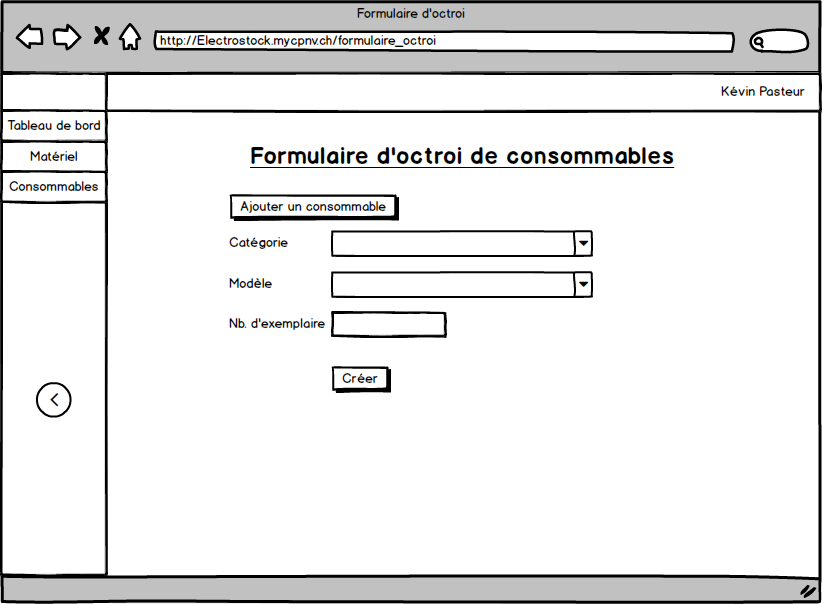 Formulaire d'octroi
http://Electrostock.mycpnv.ch/formulaire_octroi
Kévin Pasteur
Tableau de bord
Matériel
Consommables
Formulaire d'octroi de consommables
Ajouter un consommable
Catégorie
Modèle
Nb. d'exemplaire
Créer